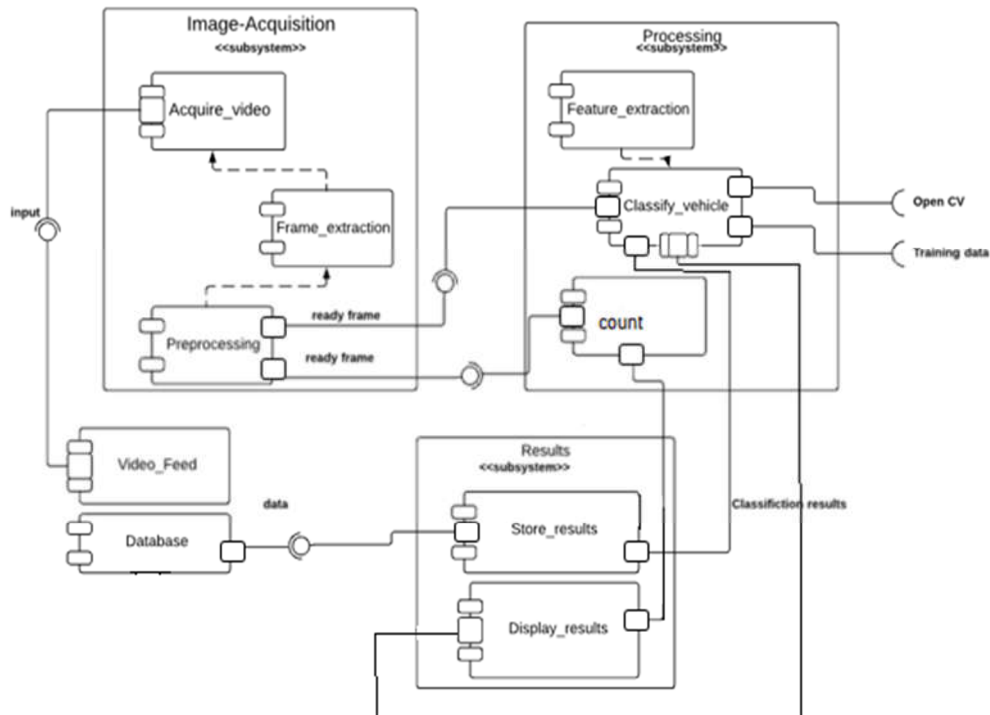 Image-Acquisition
<<subsystem>>
Acquire_video
Frame_extraction
Preprocessing
ready frame
ready frame
input
Processing
<<subsystem>>
Feature_extraction
Classify_vehicle
count
Open CV
Training data
Video_Feed
Database
data
Results
<<subsystem>>
Store_results
Display_results
Classifiction results